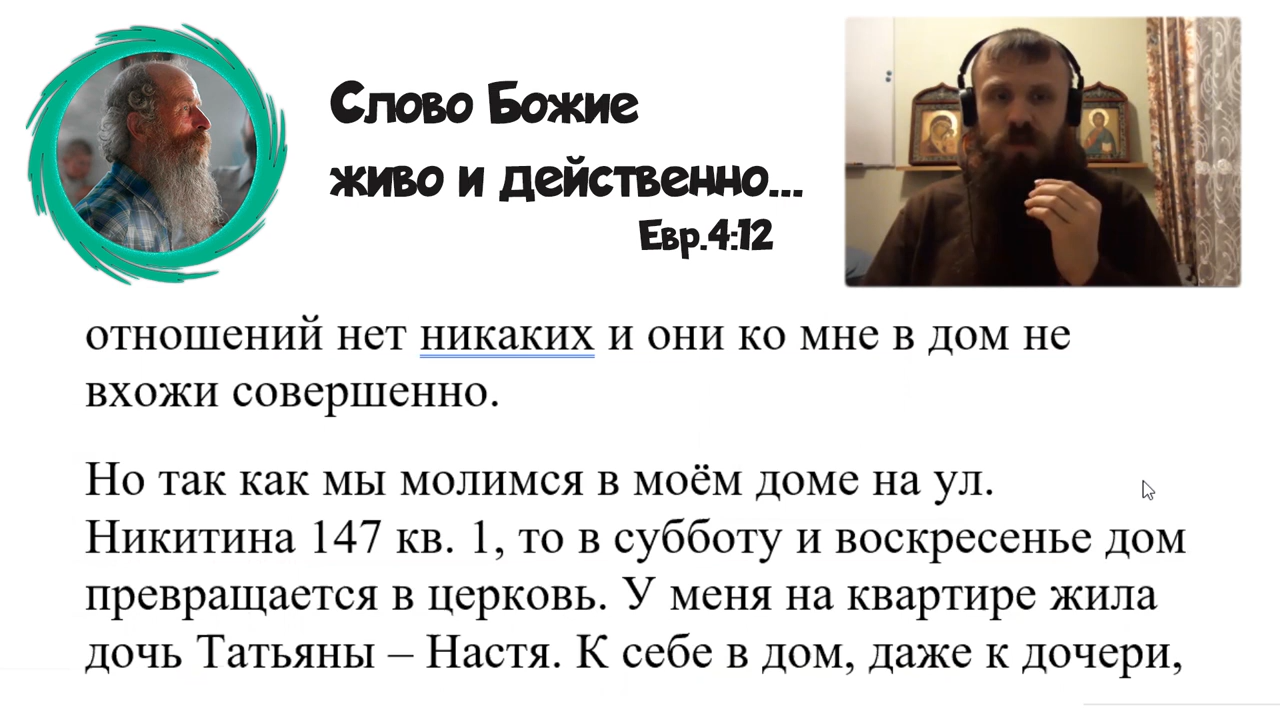 Слово Божие
живо и действенно...
Евр.4:12
отношений нет никаких и они ко мне в дом не
вхожи совершенно.
Но так как мы молимся в моём доме на ул.
Никитина 147 кв. 1, то в субботу и воскресенье дом
превращается в церковь. У меня на квартире жила
дочь Татьяны – Настя. К себе в дом, даже к дочери,